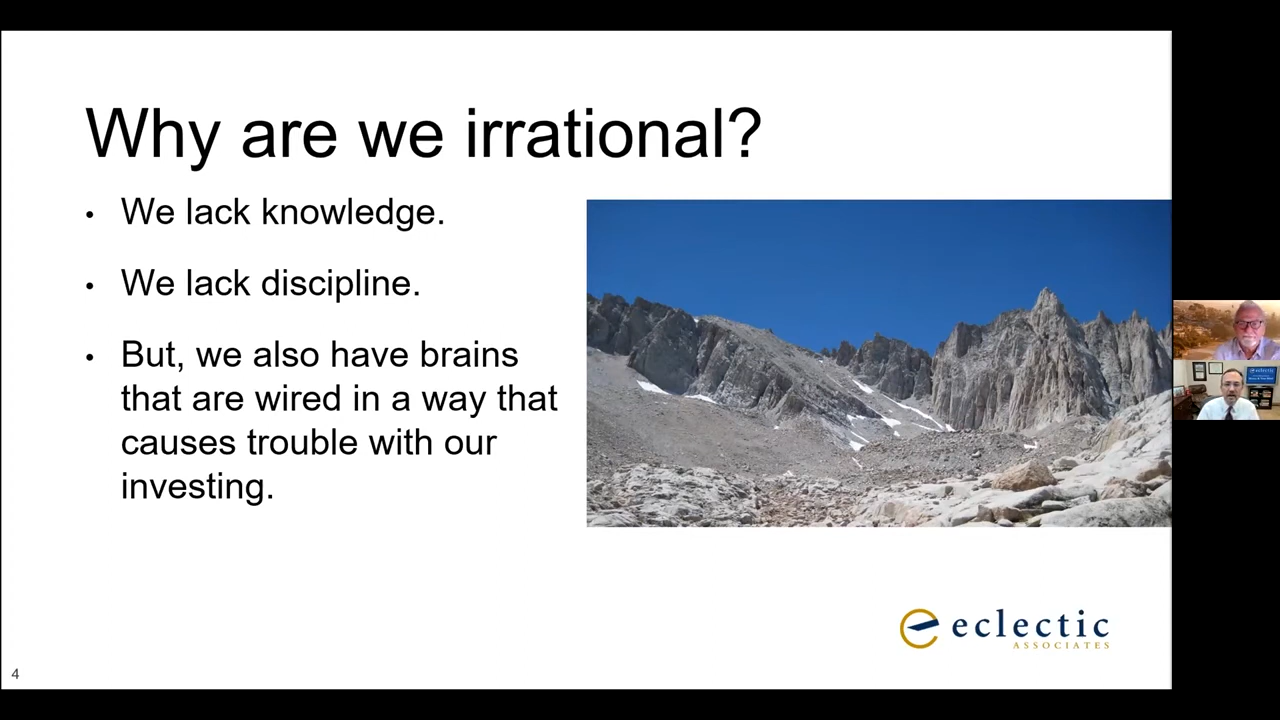 Why are we irrational?
• We lack knowledge.
• We lack discipline.
• But, we also have brains
that are wired in a way that
causes trouble with our
investing.
eclectic
ASSOCIATES
4
eclectic